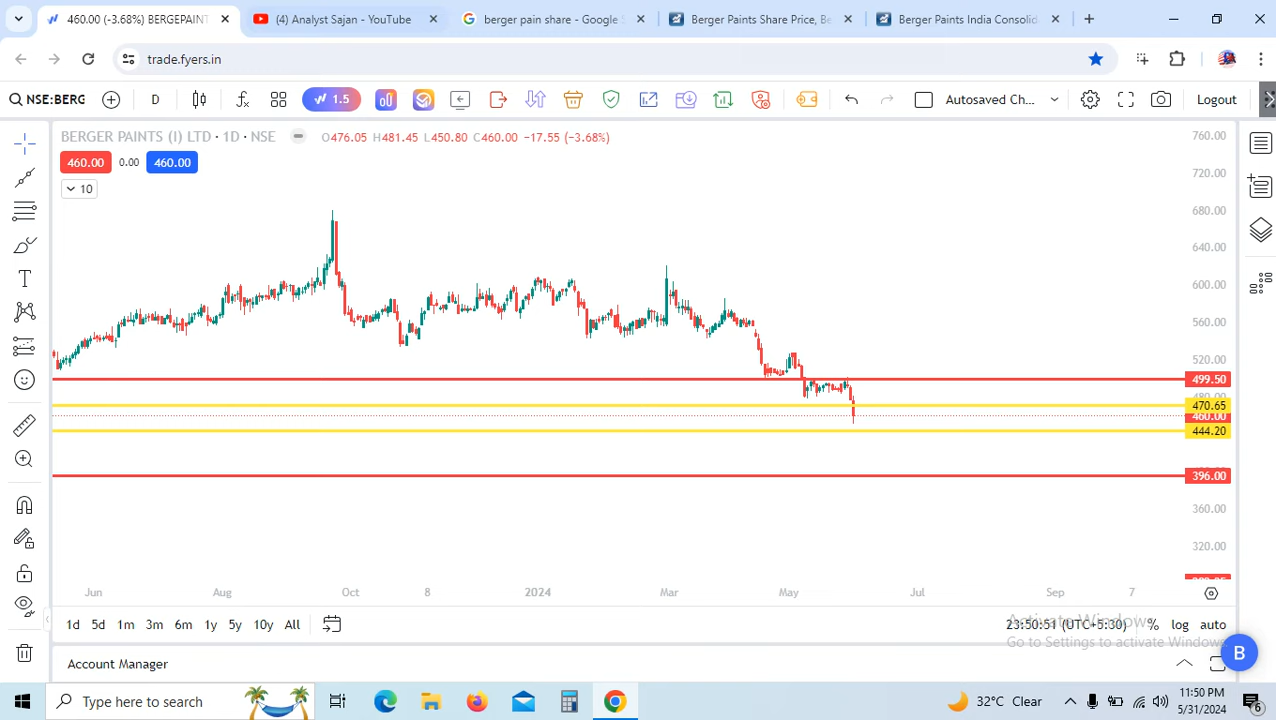 460.00 (-3.68%) BERGEPAINT
(4) Analyst Sajan - YouTube
berger pain share - Google S
Berger Paints Share Price, Be
Berger Paints India Consolid
trade.fyers.in
NSE:BERG
D
1.5
Autosaved Ch...
Logout
BERGER PAINTS (I) LTD · 1D · NSE
O476.05 H481.45 L450.80 C460.00 -17.55 (-3.68%)
460.00 0.00 460.00
10
760.00
720.00
680.00
640.00
600.00
560.00
520.00
499.50
480.00
470.65
460.00
444.20
396.00
360.00
320.00
Jun Aug Oct 8 2024 Mar May Jul Sep 7
1d 5d 1m 3m 6m 1y 5y 10y All
23:50:51 (UTC+5:30) % log auto
Activate Windows
Go to Settings to activate Windows.
Account Manager
B
Type here to search
32°C Clear
11:50 PM
5/31/2024
6